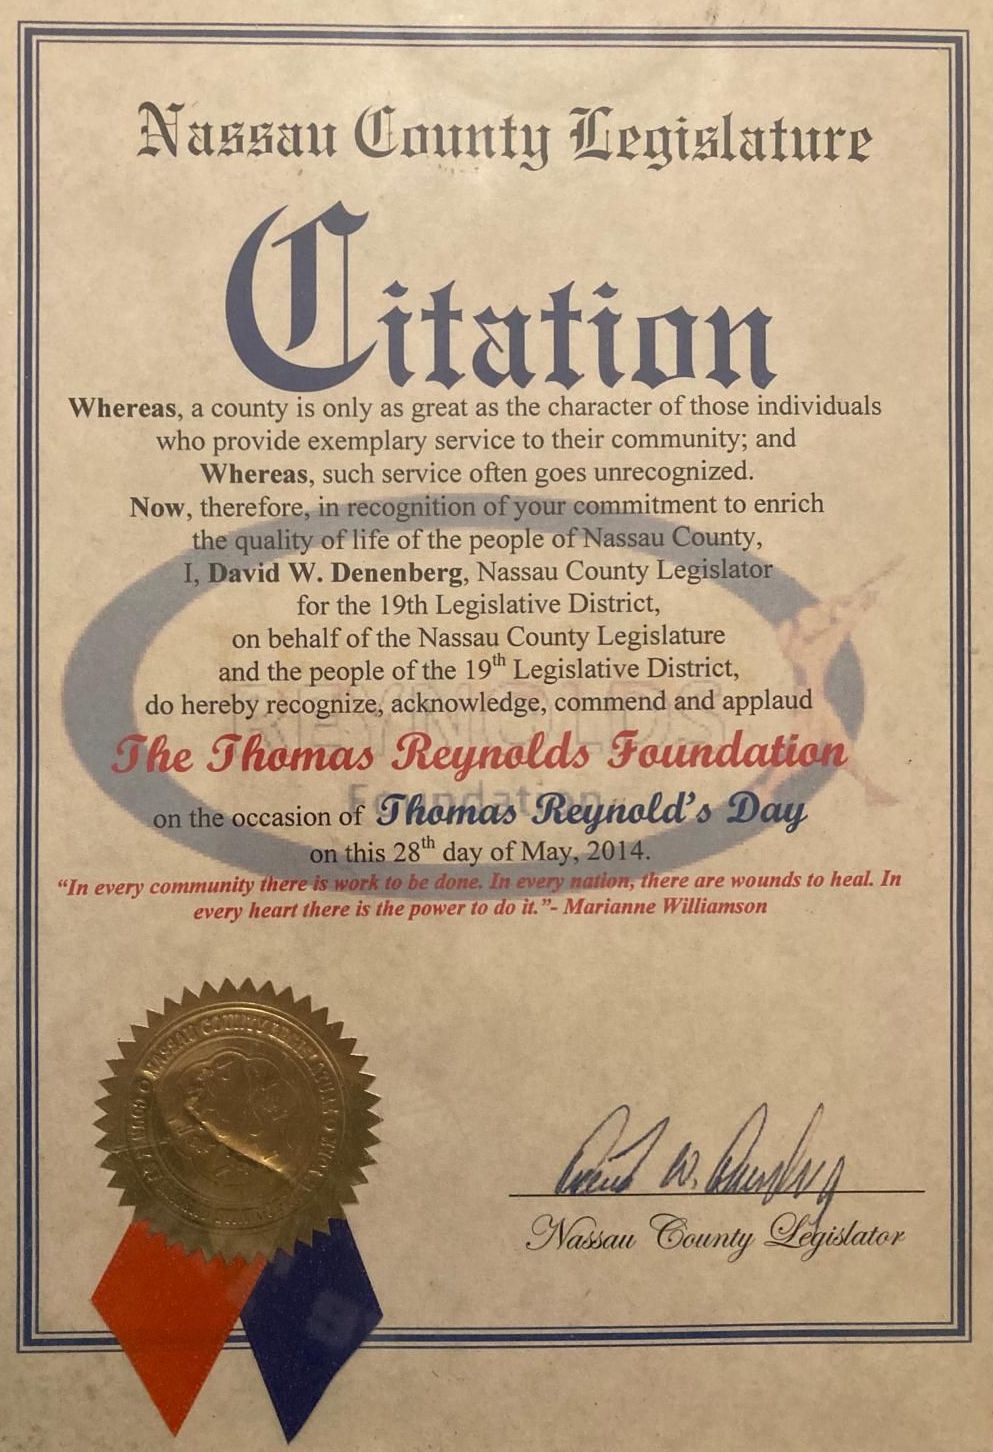 Nassau County Legislature
Citation
Whereas, a county is only as great as the character of those individuals
who provide exemplary service to their community; and
Whereas, such service often goes unrecognized.
Now, therefore, in recognition of your commitment to enrich
the quality of life of the people of Nassau County,
I, David W. Denenberg, Nassau County Legislator
for the 19th Legislative District,
on behalf of the Nassau County Legislature
and the people of the 19th Legislative District,
do hereby recognize, acknowledge, commend and applaud
REYNOLDS
The Thomas Reynolds Foundation
Foundation
on the occasion of Thomas Reynold's Day
on this 28th day of May, 2014.
“In every community there is work to be done. In every nation, there are wounds to heal. In
every heart there is the power to do it.”- Marianne Williamson
NASSAU COUNTY
David W. Denenberg
Nassau County Legislator